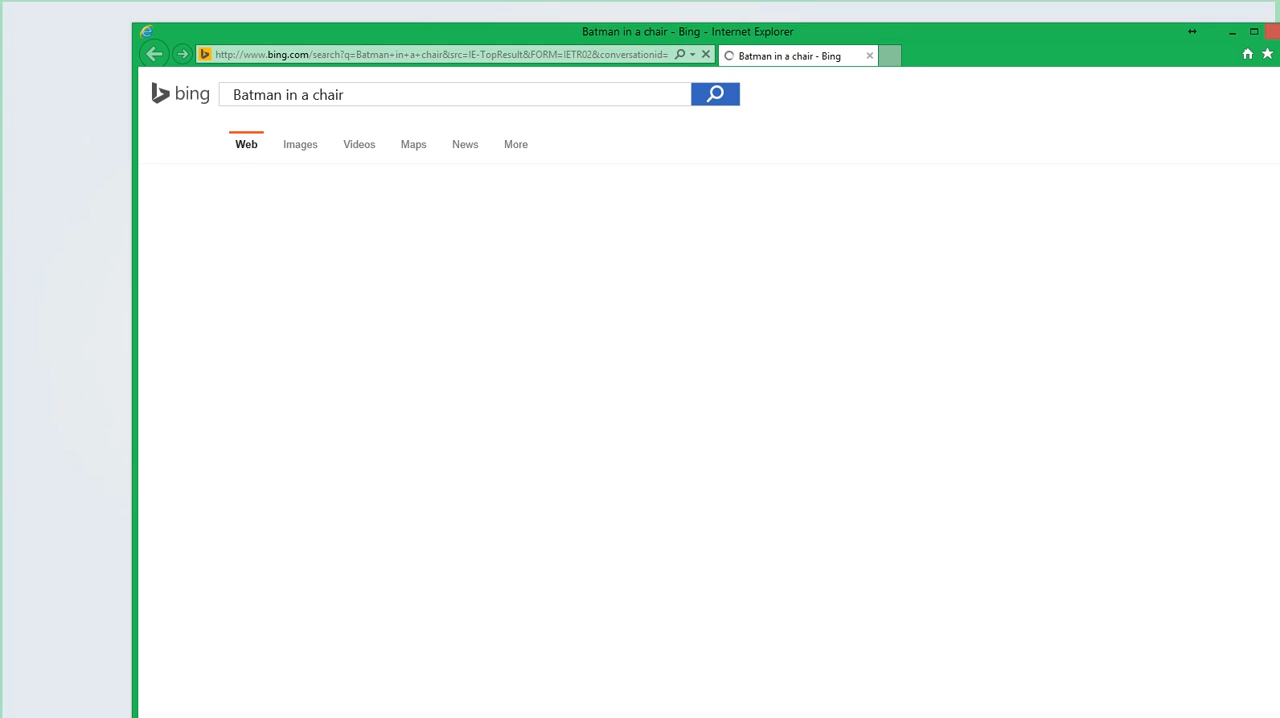 Batman in a chair - Bing - Internet Explorer
http://www.bing.com/search?q=Batman+in+a+chair&src=IE-TopResult&FORM=IETR02&conversationid=
Batman in a chair - Bing
bing
Batman in a chair
Web Images Videos Maps News More